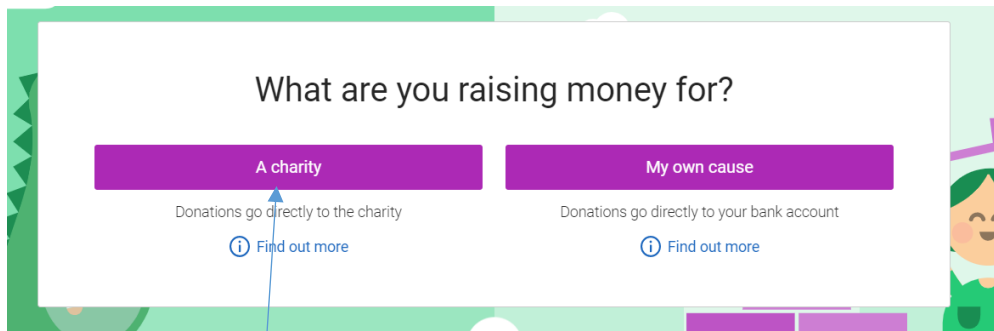 What are you raising money for?
A charity
My own cause
Donations go directly to the charity
Donations go directly to your bank account
Find out more
Find out more